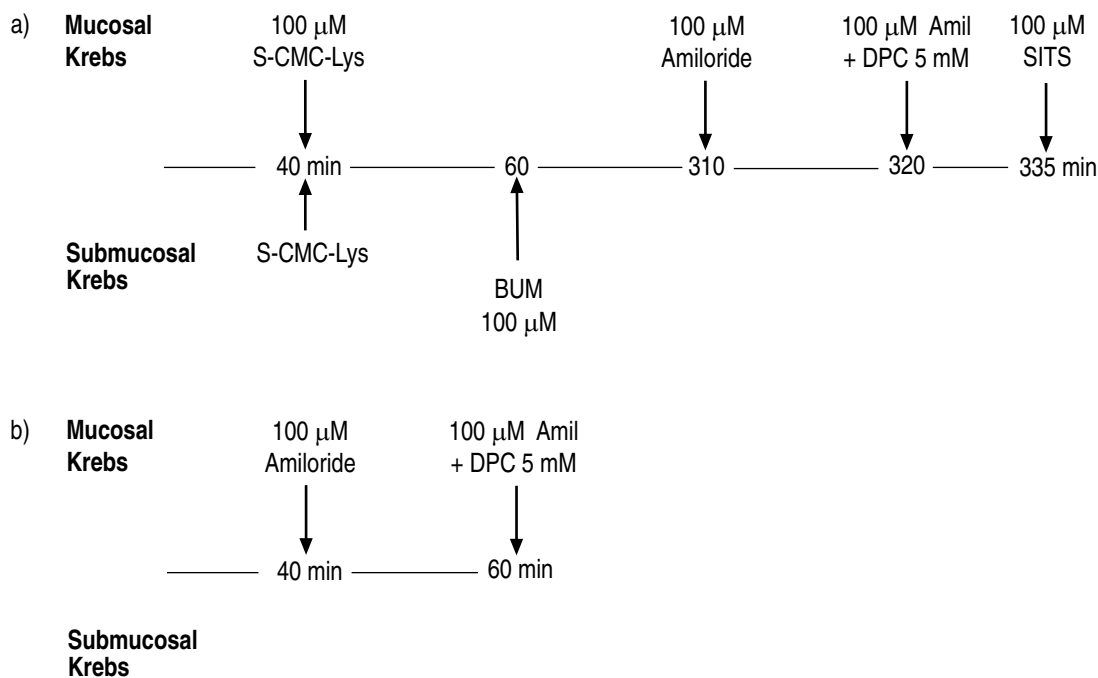 a) Mucosal 100 μM 100 μM 100 μM Amil 100 μM
Krebs S-CMC-Lys Amiloride + DPC 5 mM SITS
40 min 60 310 320 335 min
Submucosal S-CMC-Lys
Krebs
BUM
100 μM
b) Mucosal 100 μM 100 μM Amil
Krebs Amiloride + DPC 5 mM
40 min 60 min
Submucosal
Krebs